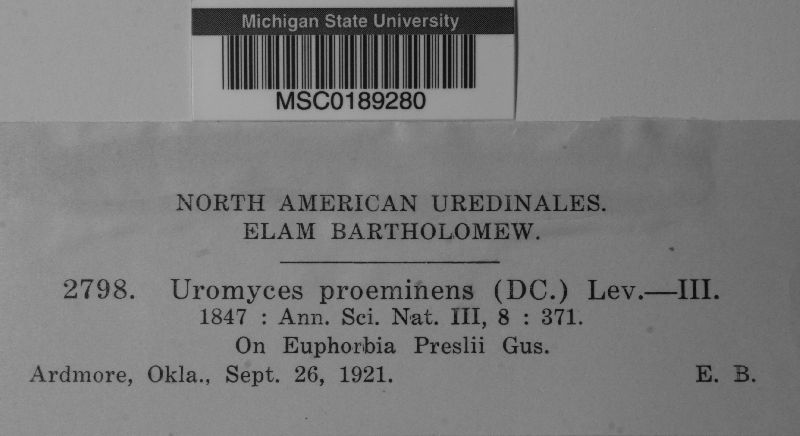 Michigan State University
MSC0189280
NORTH AMERICAN UREDINALES.
ELAM BARTHOLOMEW.
2798. Uromyces proeminens (DC.) Lev.—III.
1847 : Ann. Sci. Nat. III, 8 : 371.
On Euphorbia Preslii Gus.
Ardmore, Okla., Sept. 26, 1921. E. B.